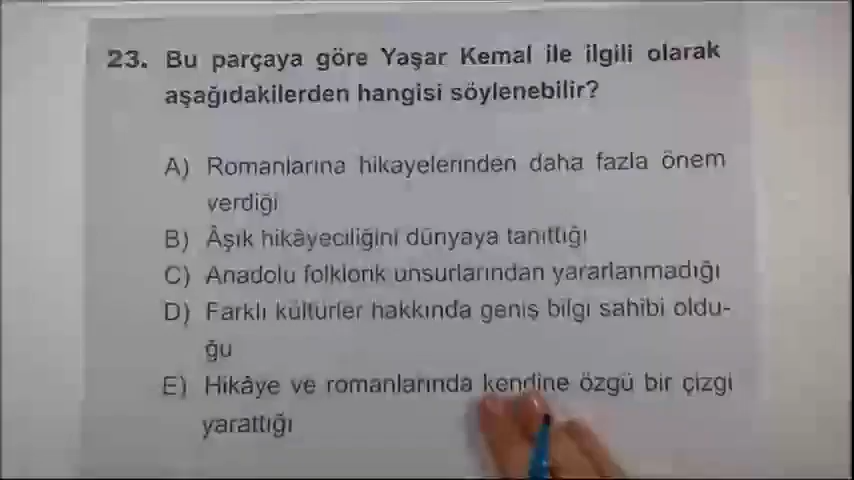 23. Bu parçaya göre Yaşar Kemal ile ilgili olarak
aşağıdakilerden hangisi söylenebilir?
A) Romanlarına hikayelerinden daha fazla önem
verdiği
B) Âşık hikâyeciliğini dünyaya tanıttığı
C) Anadolu folklorik unsurlarından yararlanmadığı
D) Farklı kültürler hakkında geniş bilgi sahibi oldu-
ğu
E) Hikâye ve romanlarında kendine özgü bir çizgi
yarattığı